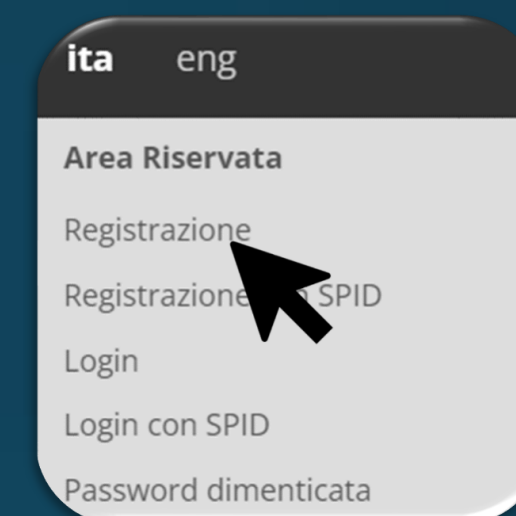 ita eng
Area Riservata
Registrazione
Registrazione SPID
Login
Login con SPID
Password dimenticata